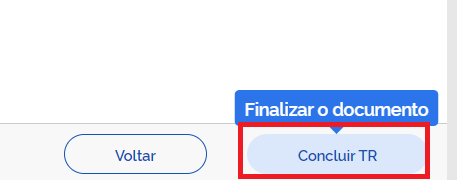 Finalizar o documento
Voltar
Concluir TR